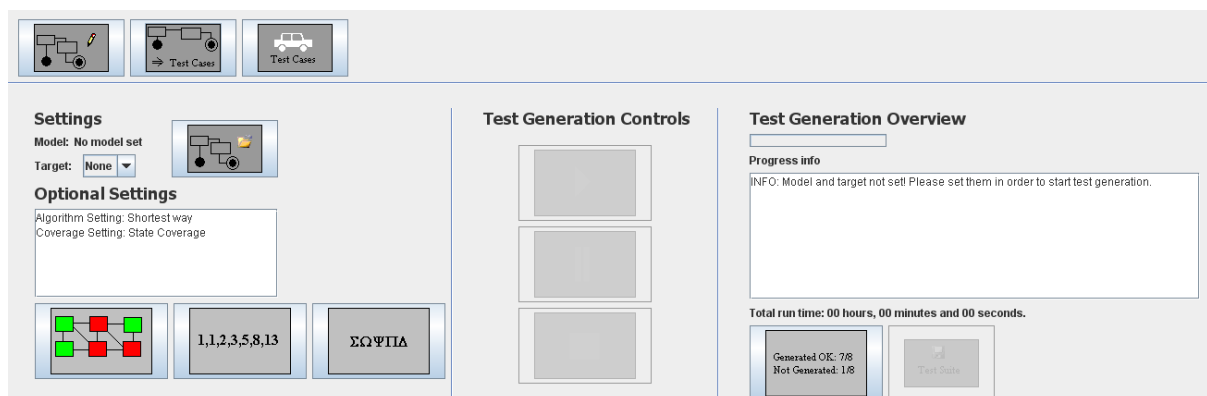 ⇒ Test Cases
Test Cases
Settings
Model: No model set
Target: None
Optional Settings
Algorithm Setting: Shortest way
Coverage Setting: State Coverage
1,1,2,3,5,8,13
ΣΩΨΠΔ
Test Generation Controls
Test Generation Overview
Progress info
INFO: Model and target not set! Please set them in order to start test generation.
Total run time: 00 hours, 00 minutes and 00 seconds.
Generated OK: 7/8
Not Generated: 1/8
Test Suite